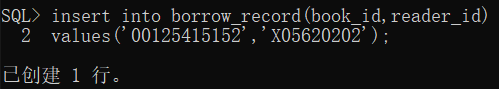 SQL> insert into borrow_record(book_id,reader_id)
  2  values('00125415152','X05620202');
已创建 1 行。